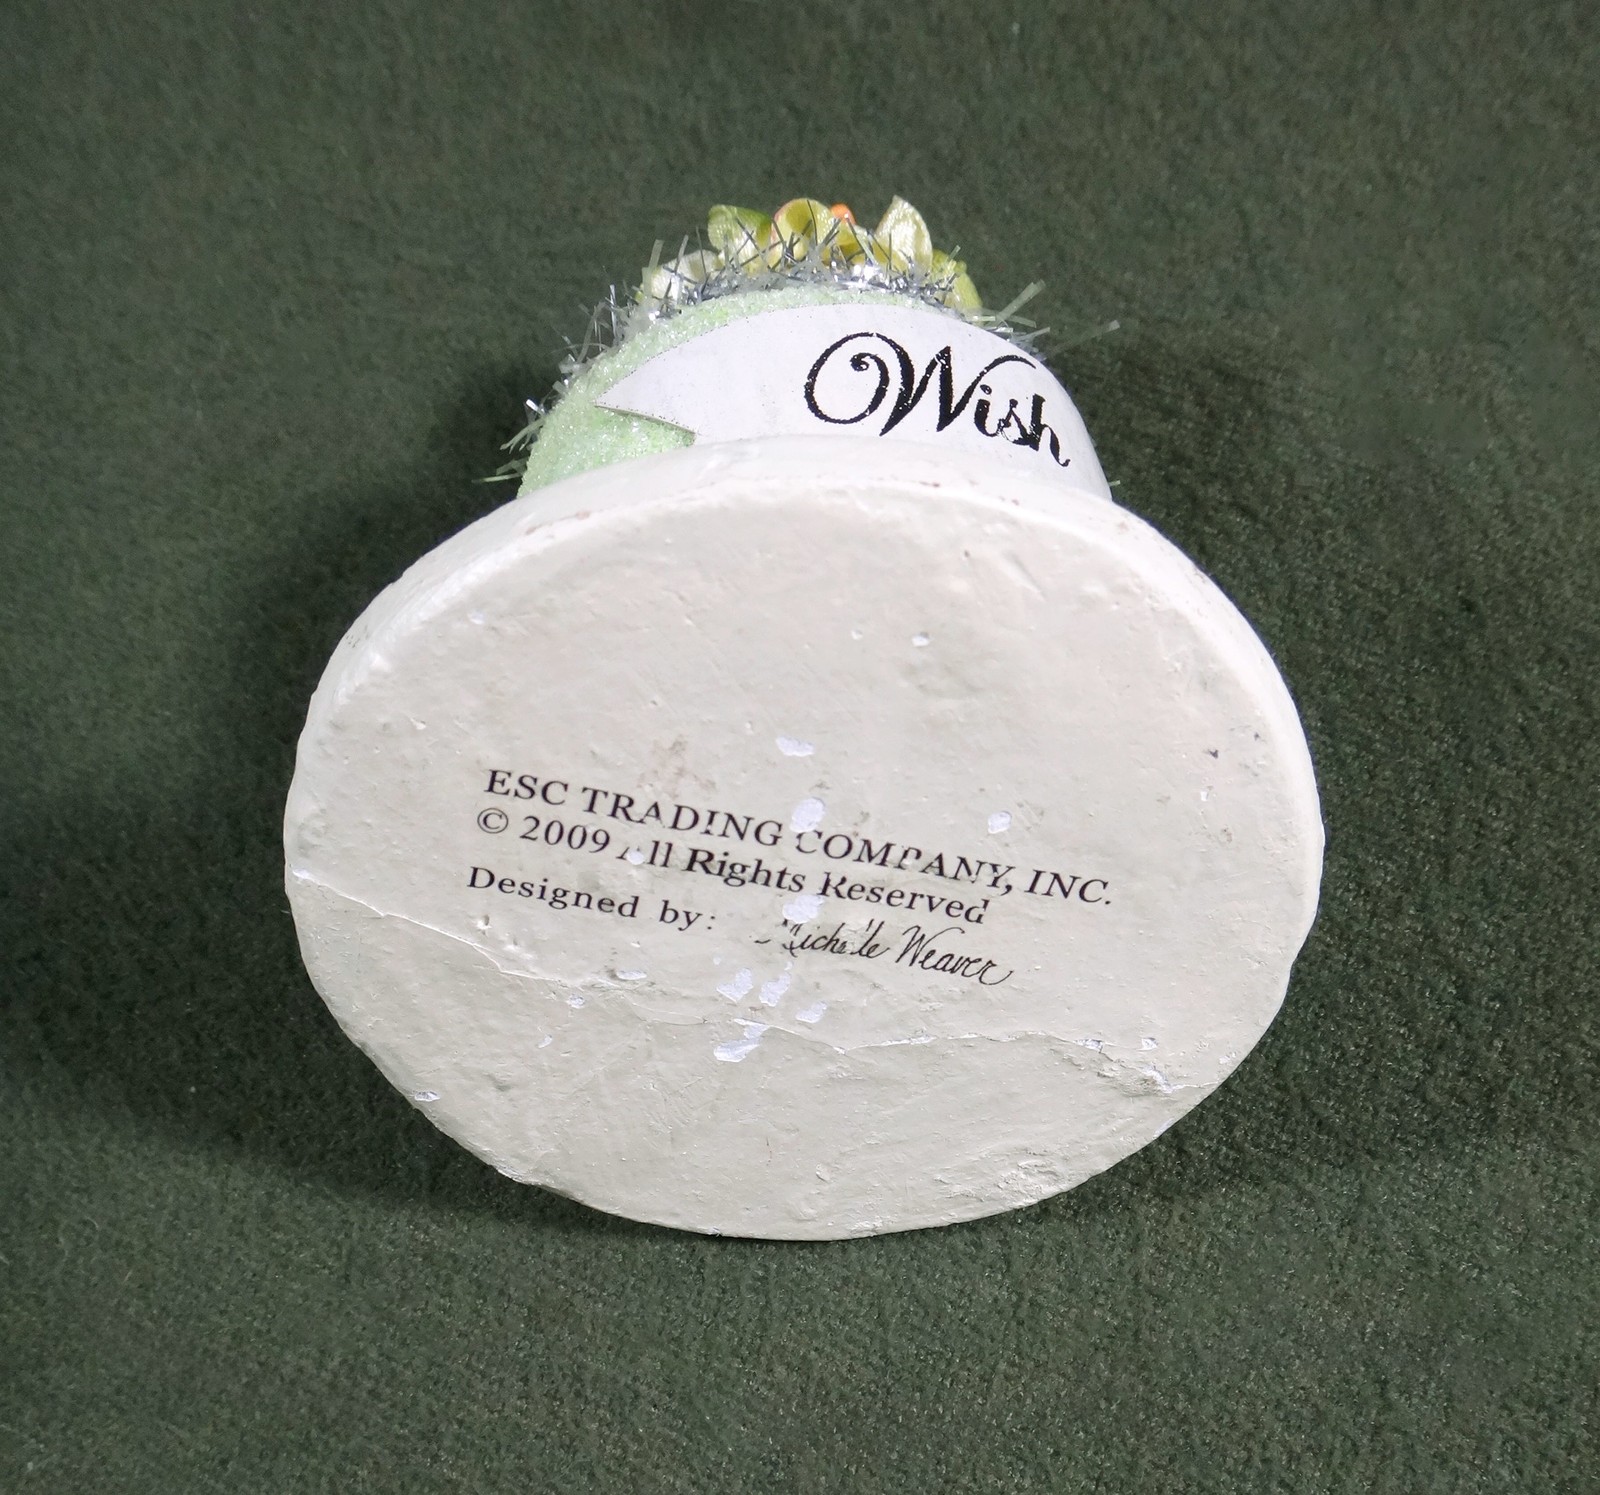 Wish
ESC TRADING COMPANY, INC.
© 2009 All Rights Reserved
Designed by: Michelle Weaver